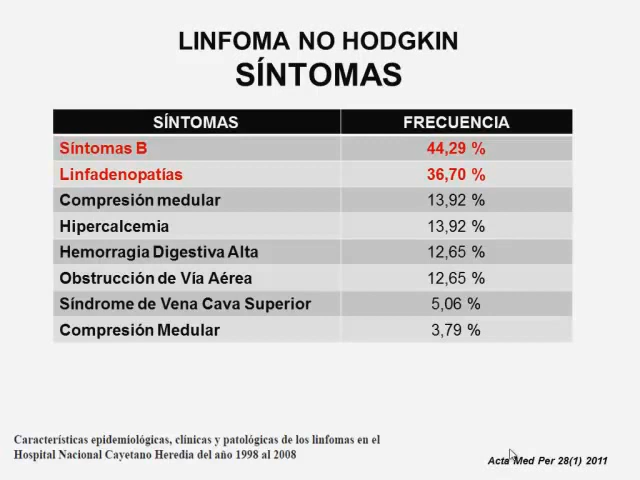 LINFOMA NO HODGKIN
SÍNTOMAS
SÍNTOMAS FRECUENCIA
Síntomas B 44,29 %
Linfadenopatías 36,70 %
Compresión medular 13,92 %
Hipercalcemia 13,92 %
Hemorragia Digestiva Alta 12,65 %
Obstrucción de Vía Aérea 12,65 %
Síndrome de Vena Cava Superior 5,06 %
Compresión Medular 3,79 %
Características epidemiológicas, clínicas y patológicas de los linfomas en el
Hospital Nacional Cayetano Heredia del año 1998 al 2008
Acta Med Per 28(1) 2011